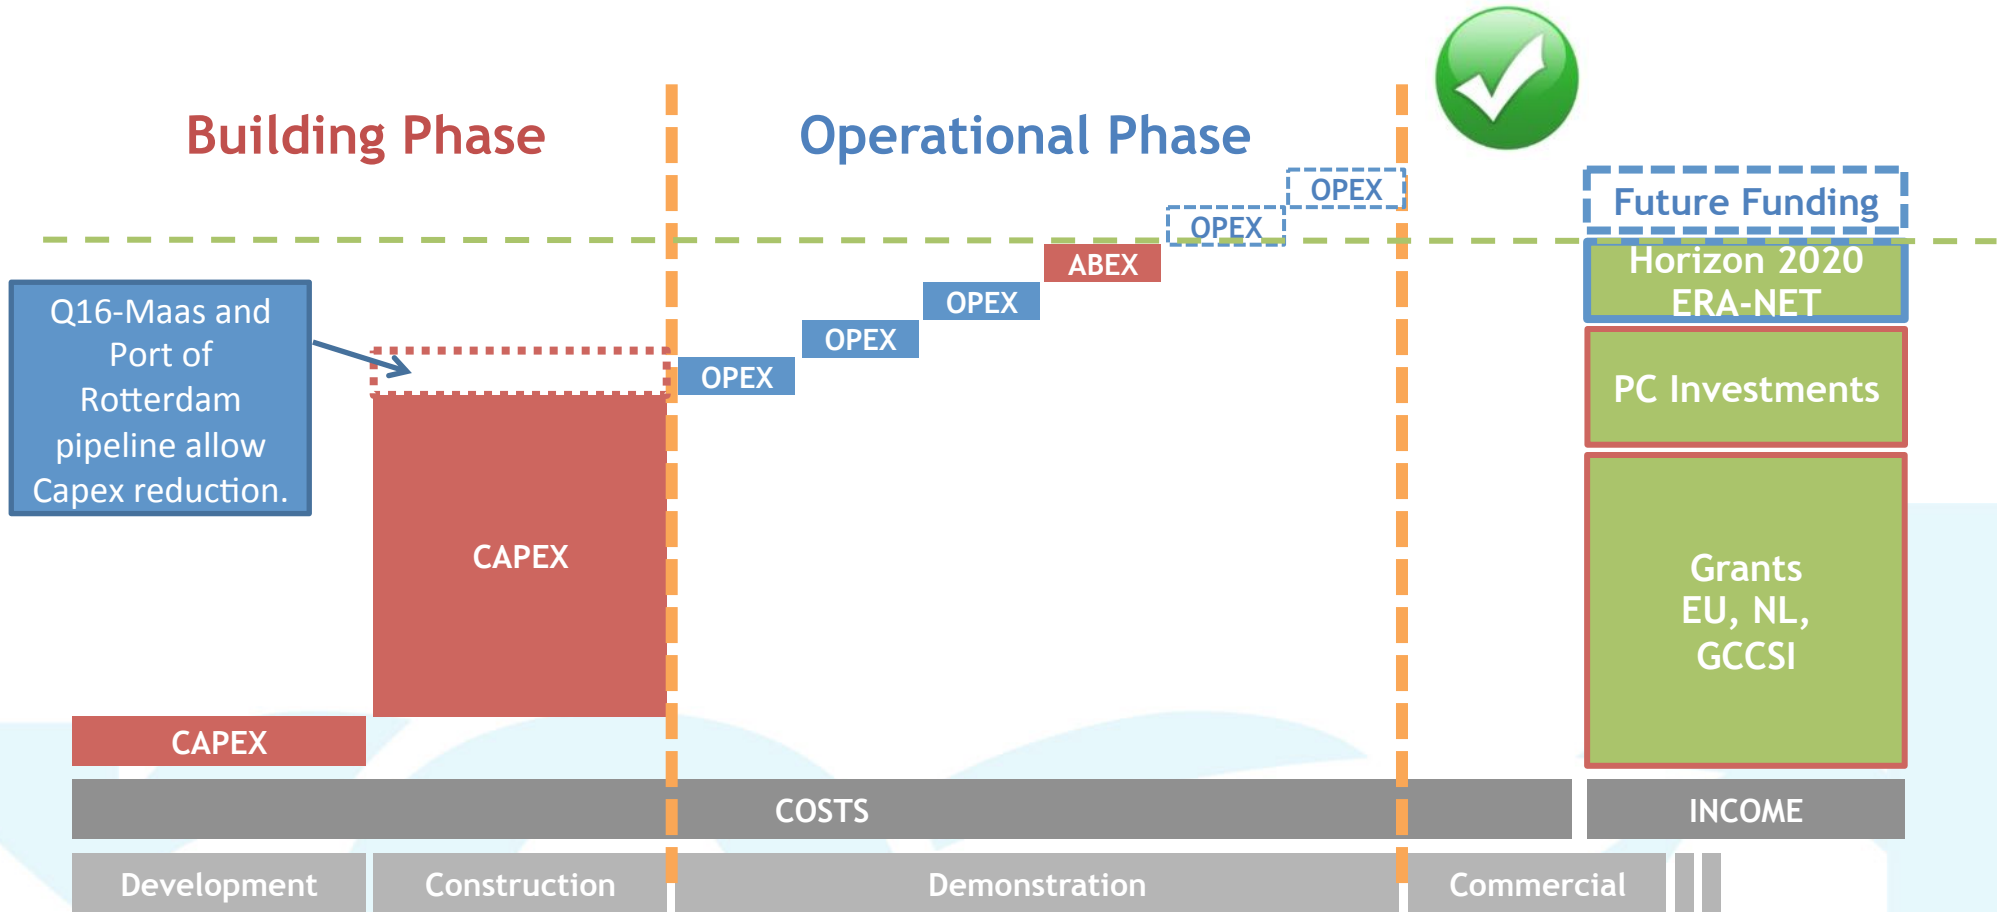 Building Phase
Operational Phase
OPEX
OPEX
Future Funding
ABEX
Horizon 2020
ERA-NET
Q16-Maas and
Port of
Rotterdam
pipeline allow
Capex reduction.
OPEX
OPEX
OPEX
PC Investments
CAPEX
Grants
EU, NL,
GCCSI
CAPEX
COSTS
INCOME
Development
Construction
Demonstration
Commercial